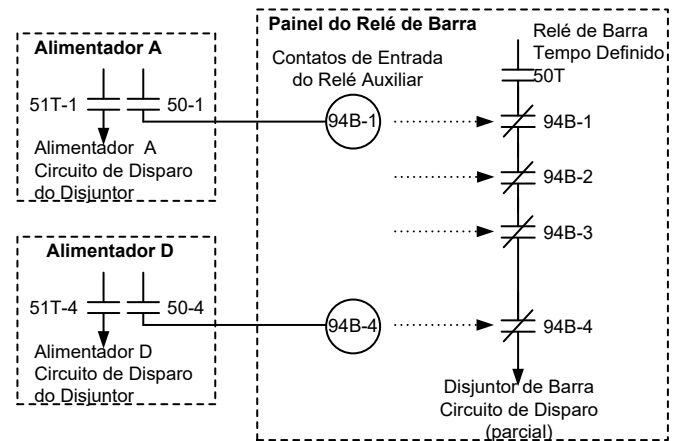 Alimentador A
51T-1
50-1
Alimentador A
Circuito de Disparo
do Disjuntor
Alimentador D
51T-4
50-4
Alimentador D
Circuito de Disparo
do Disjuntor
Painel do Relé de Barra
Contatos de Entrada
do Relé Auxiliar
94B-1
94B-4
Relé de Barra
Tempo Definido
50T
94B-1
94B-2
94B-3
94B-4
Disjuntor de Barra
Circuito de Disparo
(parcial)